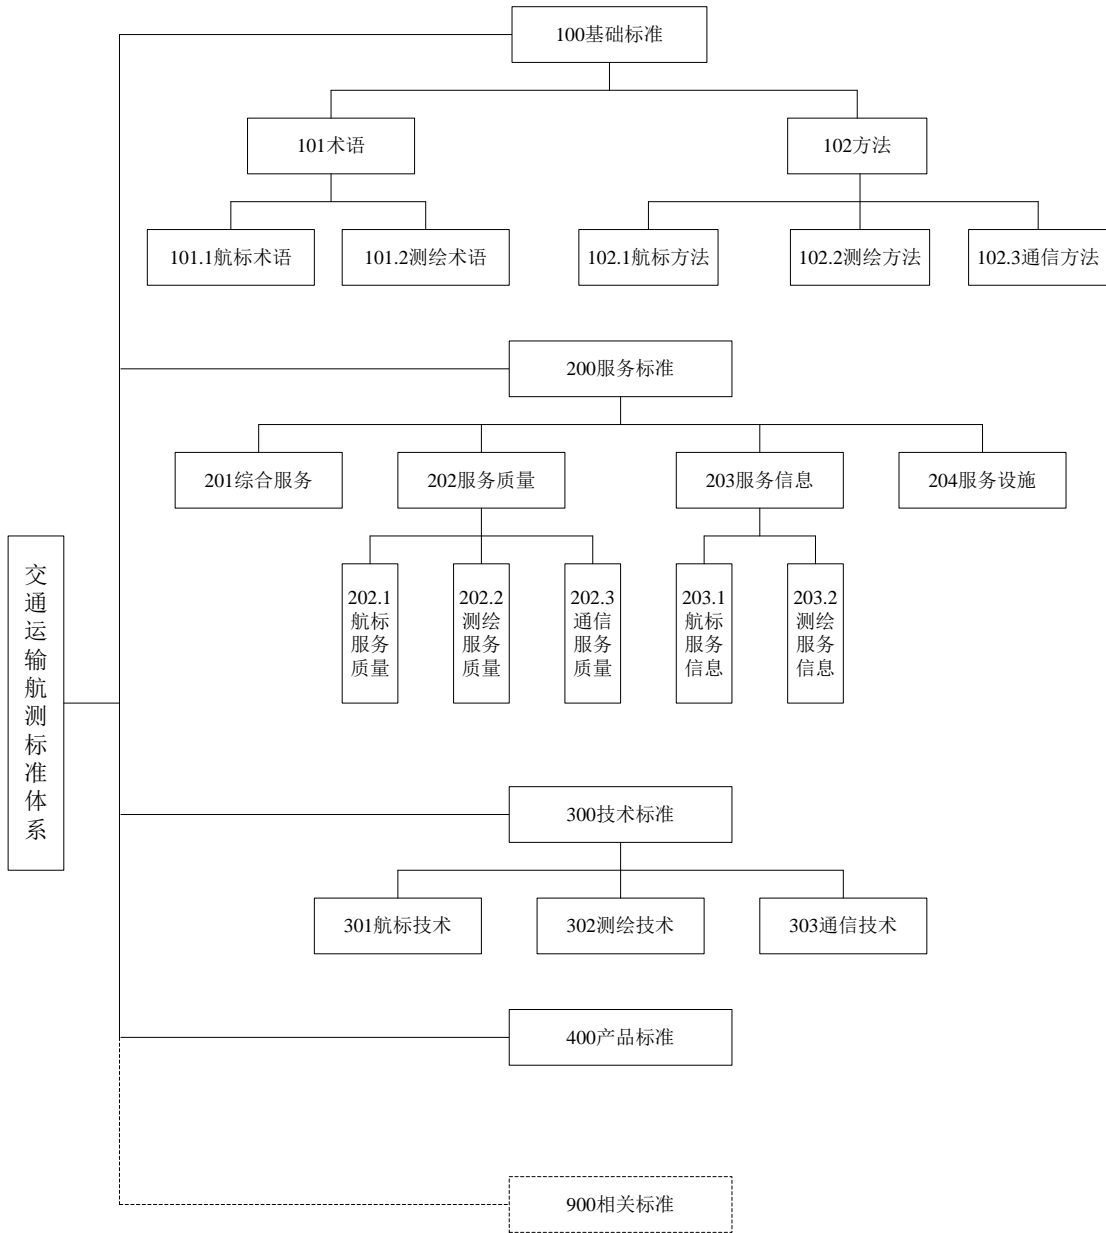 100基础标准
101术语
102方法
101.1航标术语
101.2测绘术语
102.1航标方法
102.2测绘方法
102.3通信方法
200服务标准
201综合服务
202服务质量
203服务信息
204服务设施
202.1
航标
服务
质量
202.2
测绘
服务
质量
202.3
通信
服务
质量
203.1
航标
服务
信息
203.2
测绘
服务
信息
交通运输航测标准体系
300技术标准
301航标技术
302测绘技术
303通信技术
400产品标准
900相关标准